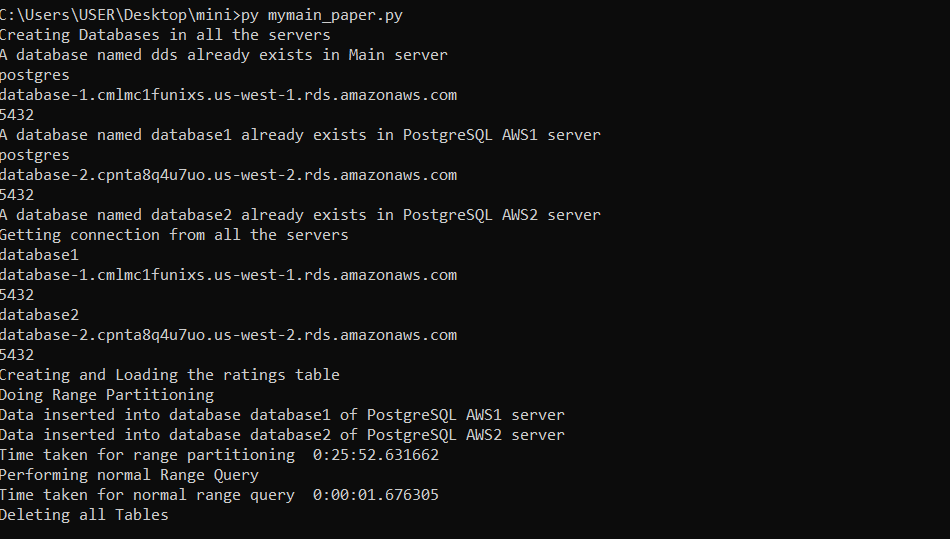 C:\Users\USER\Desktop\mini>py mymain_paper.py
Creating Databases in all the servers
A database named dds already exists in Main server
postgres
database-1.cmlmc1funixs.us-west-1.rds.amazonaws.com
5432
A database named database1 already exists in PostgreSQL AWS1 server
postgres
database-2.cpnta8q4u7uo.us-west-2.rds.amazonaws.com
5432
A database named database2 already exists in PostgreSQL AWS2 server
Getting connection from all the servers
database1
database-1.cmlmc1funixs.us-west-1.rds.amazonaws.com
5432
database2
database-2.cpnta8q4u7uo.us-west-2.rds.amazonaws.com
5432
Creating and Loading the ratings table
Doing Range Partitioning
Data inserted into database database1 of PostgreSQL AWS1 server
Data inserted into database database2 of PostgreSQL AWS2 server
Time taken for range partitioning  0:25:52.631662
Performing normal Range Query
Time taken for normal range query  0:00:01.676305
Deleting all Tables